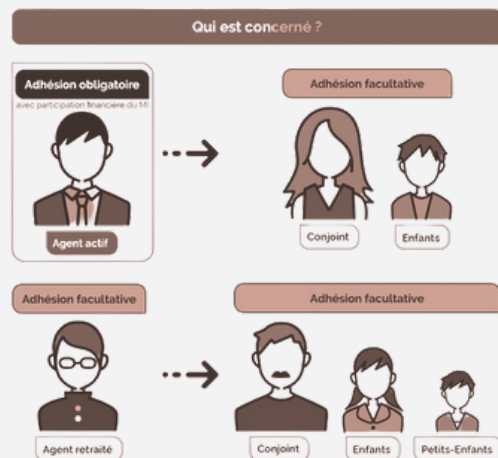 Qui est concerné ?
Adhésion obligatoire
avec participation financière du MI
Adhésion facultative
Agent actif
Conjoint
Enfants
Adhésion facultative
Adhésion facultative
Agent retraité
Conjoint
Enfants
Petits-Enfants